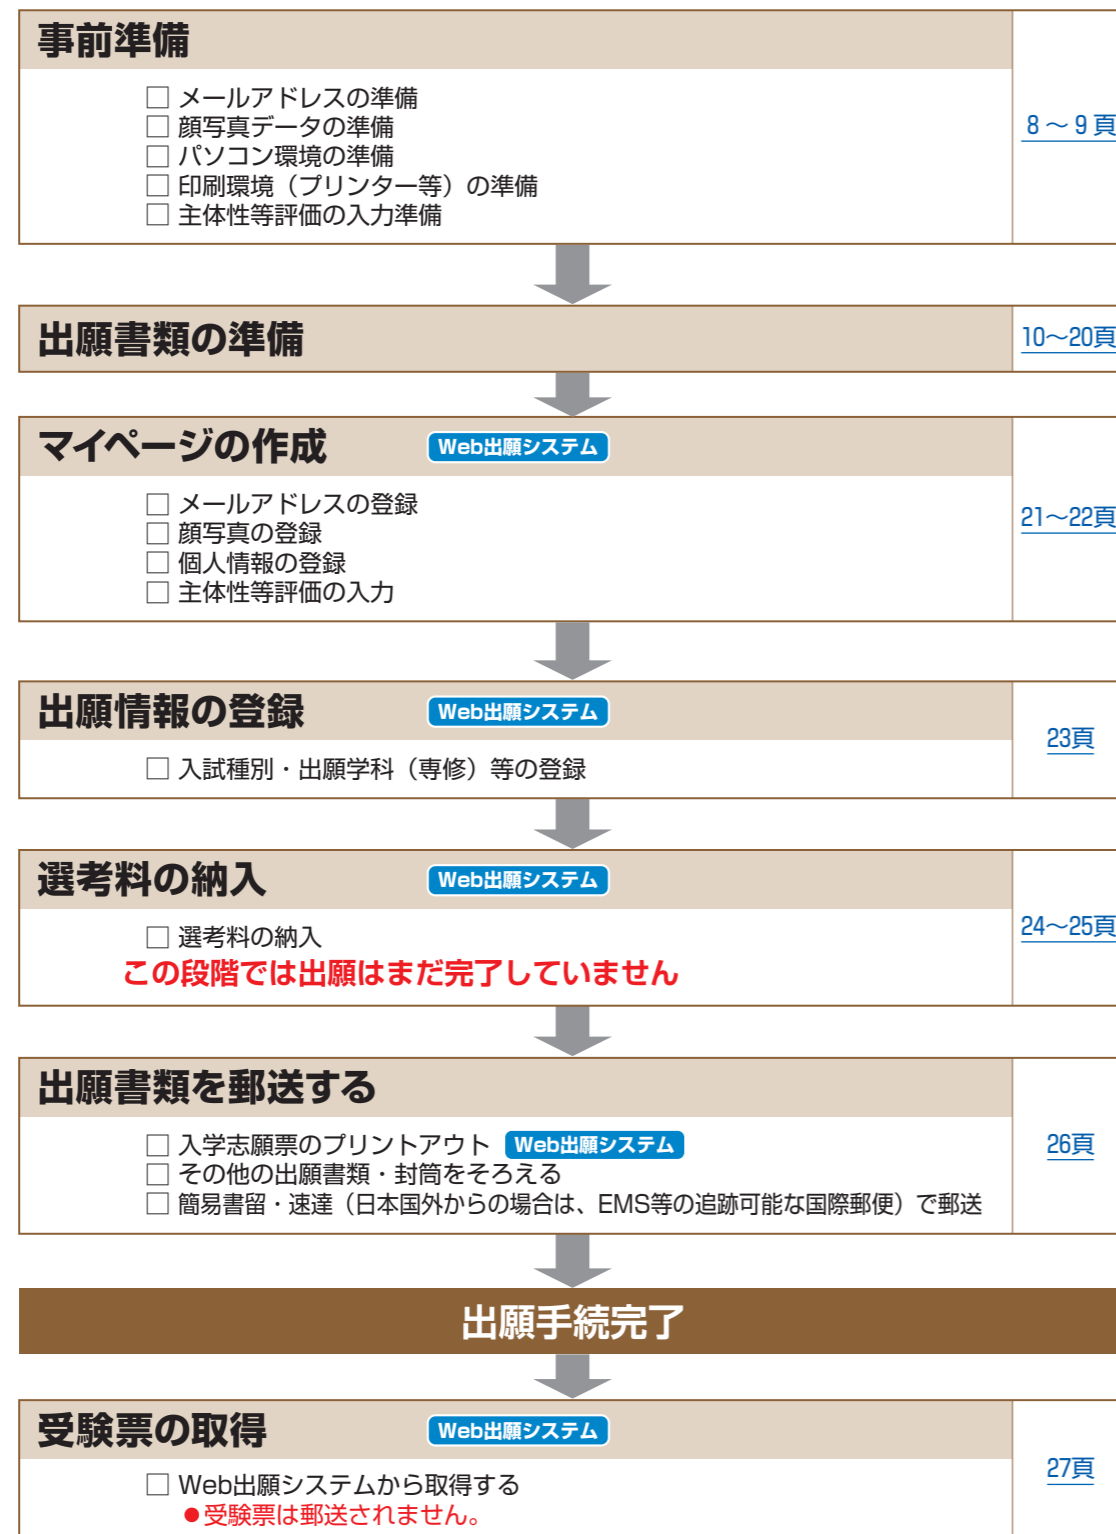 事前準備
□ メールアドレスの準備
□ 顔写真データの準備
□ パソコン環境の準備
□ 印刷環境（プリンター等）の準備
□ 主体性等評価の入力準備
8～9頁
出願書類の準備
10～20頁
マイページの作成 Web出願システム
□ メールアドレスの登録
□ 顔写真の登録
□ 個人情報の登録
□ 主体性等評価の入力
21～22頁
出願情報の登録 Web出願システム
□ 入試種別・出願学科（専修）等の登録
23頁
選考料の納入 Web出願システム
□ 選考料の納入
この段階では出願はまだ完了していません
24～25頁
出願書類を郵送する
□ 入学志願票のプリントアウト Web出願システム
□ その他の出願書類・封筒をそろえる
□ 簡易書留・速達（日本国外からの場合は、EMS等の追跡可能な国際郵便）で郵送
26頁
出願手続完了
受験票の取得 Web出願システム
□ Web出願システムから取得する
●受験票は郵送されません。
27頁